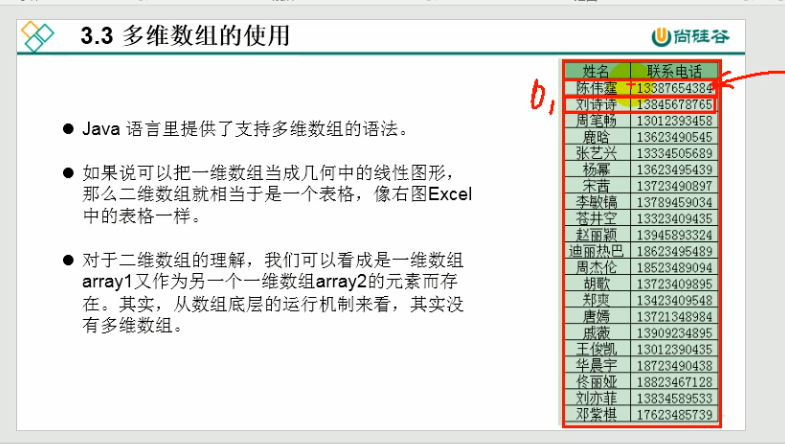 3.3 多维数组的使用
尚硅谷
Java 语言里提供了支持多维数组的语法。
如果说可以把一维数组当成几何中的线性图形，
那么二维数组就相当于是一个表格，像右图Excel
中的表格一样。
对于二维数组的理解，我们可以看成是一维数组
array1又作为另一个一维数组array2的元素而存
在。其实，从数组底层的运行机制来看，其实没
有多维数组。
姓名 联系电话
陈伟霆 13387654384
刘诗诗 13845678765
周笔畅 13012393458
鹿晗 13623490545
张艺兴 13334505689
杨幂 13623495439
宋茜 13723490897
李敏镐 13789459034
苍井空 13323409435
赵丽颖 13945893324
迪丽热巴 18623495489
周杰伦 18523489094
胡歌 13723409895
郑爽 13423409548
唐嫣 13721348984
戚薇 13909234895
王俊凯 13012390435
华晨宇 18723490438
佟丽娅 18823467128
刘亦菲 13834589533
邓紫棋 17623485739